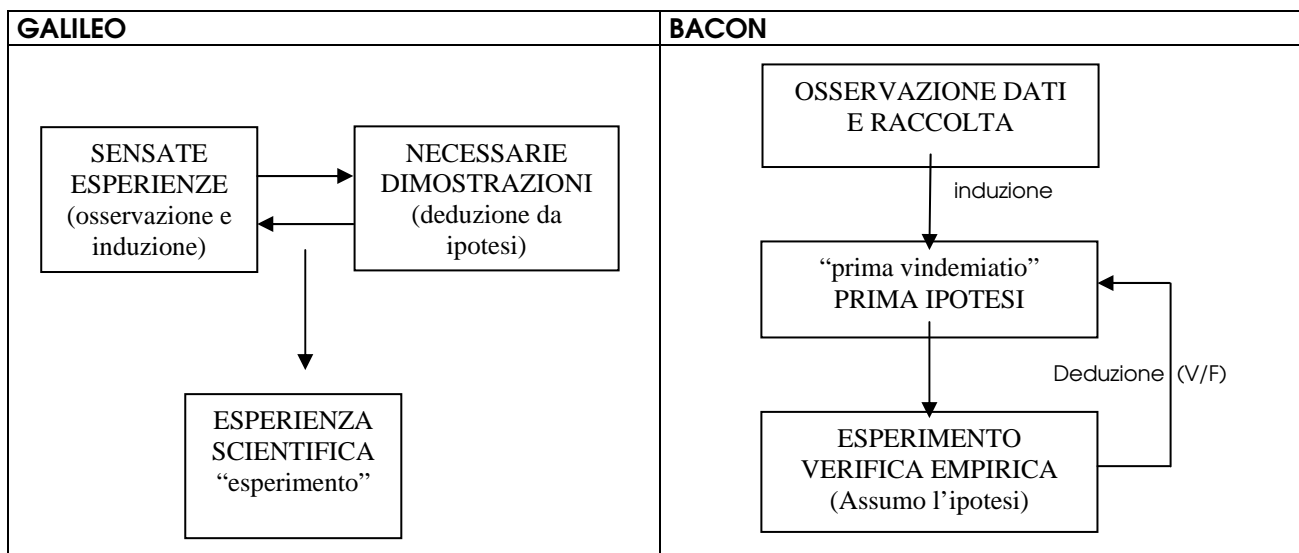 GALILEO
SENSATE
ESPERIENZE
(osservazione e
induzione)
NECESSARIE
DIMOSTRAZIONI
(deduzione da
ipotesi)
ESPERIENZA
SCIENTIFICA
“esperimento”
BACON
OSSERVAZIONE DATI
E RACCOLTA
induzione
“prima vindemiatio”
PRIMA IPOTESI
Deduzione (V/F)
ESPERIMENTO
VERIFICA EMPIRICA
(Assumo l’ipotesi)